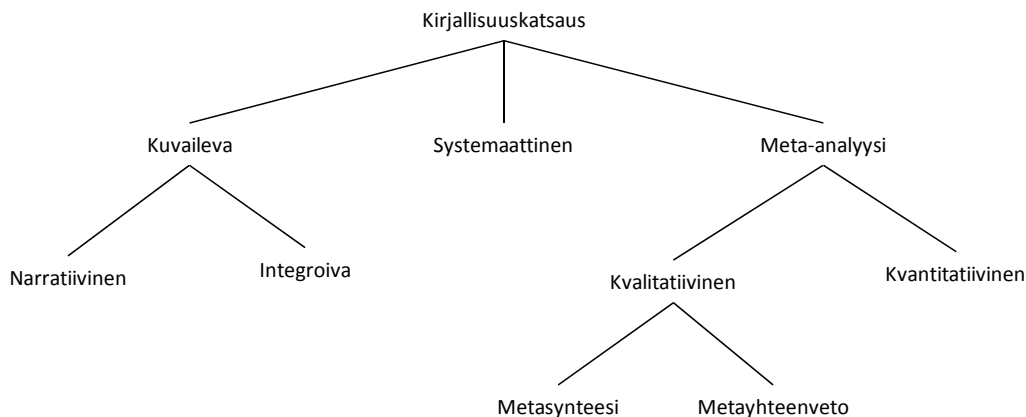 Kirjallisuuskatsaus
Kuvaileva
Systemaattinen
Meta-analyysi
Narratiivinen
Integroiva
Kvalitatiivinen
Kvantitatiivinen
Metasynteesi
Metayhteenveto